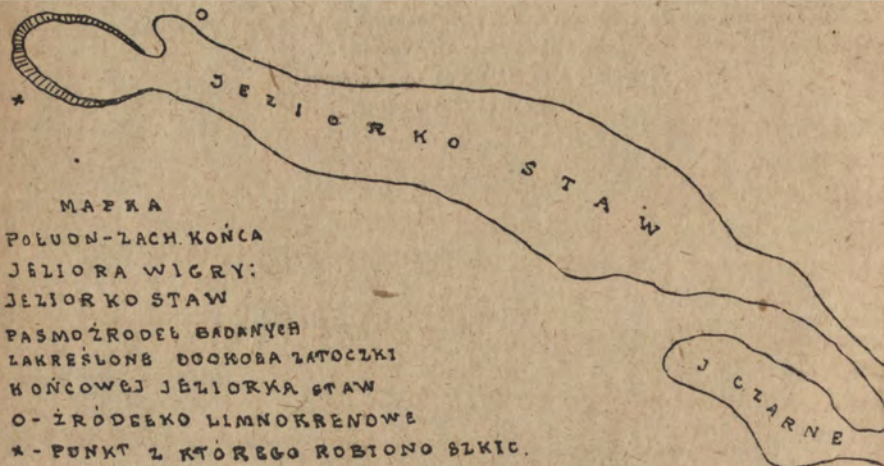 O
JEZIORKO STAW
*
MAPKA
POŁUDN-ZACH. KOŃCA
JEZIORA WIGRY:
JEZIORKO STAW
PASMO ŹRODEŁ BADANYCH
ZAKREŚLONE DOOKOŁA ZATOCZKI
KOŃCOWEJ JEZIORKA STAW
O - ŹRÓDEŁKO LIMNOKRENOWE
* - PUNKT Z KTÓREGO ROBIONO SZKIC.
J. CZARNE